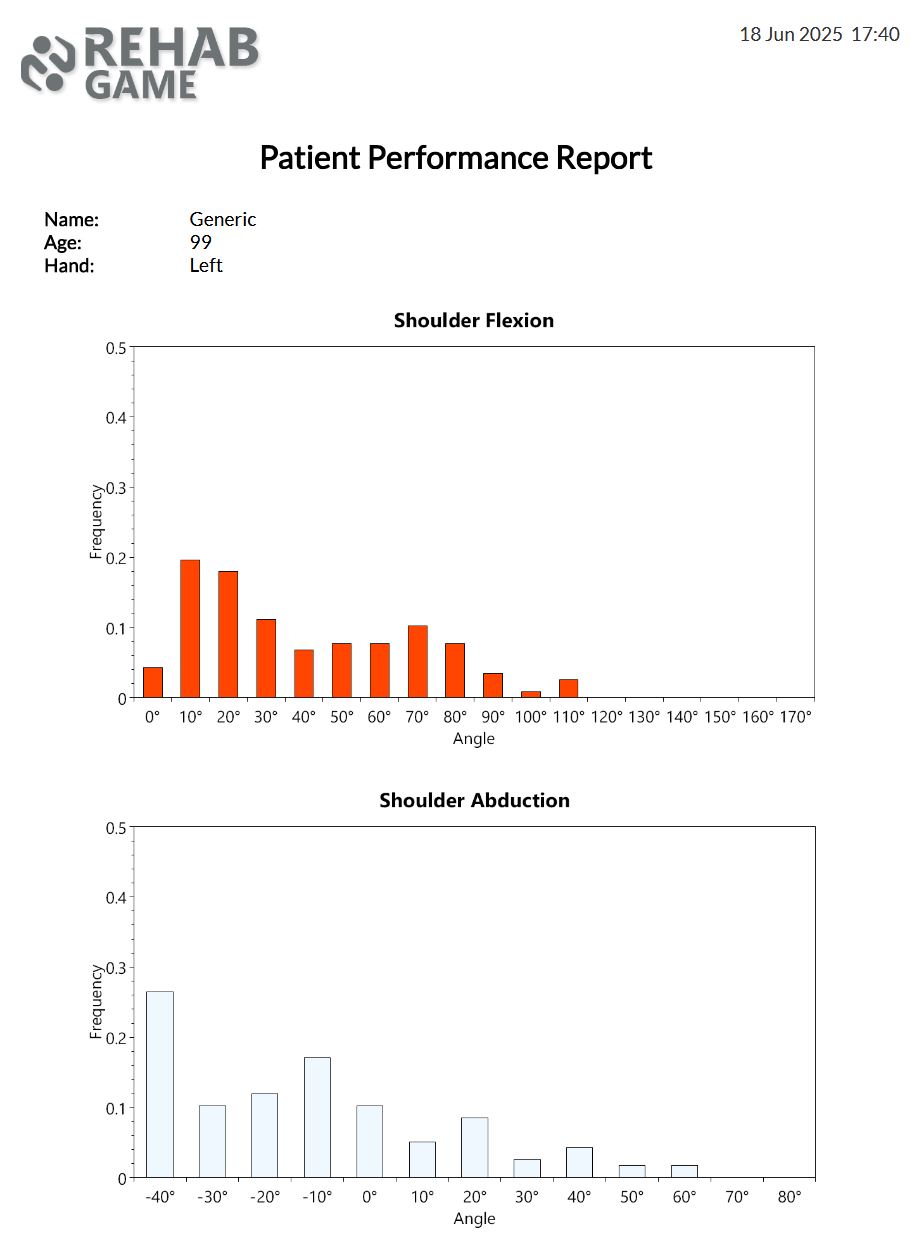 REHAB
GAME
18 Jun 2025 17:40
Patient Performance Report
Name: Generic
Age: 99
Hand: Left
Shoulder Flexion
0.5
0.4
0.3
0.2
0.1
0
Frequency
0° 10° 20° 30° 40° 50° 60° 70° 80° 90° 100° 110° 120° 130° 140° 150° 160° 170°
Angle
Shoulder Abduction
0.5
0.4
0.3
0.2
0.1
0
Frequency
-40° -30° -20° -10° 0° 10° 20° 30° 40° 50° 60° 70° 80°
Angle